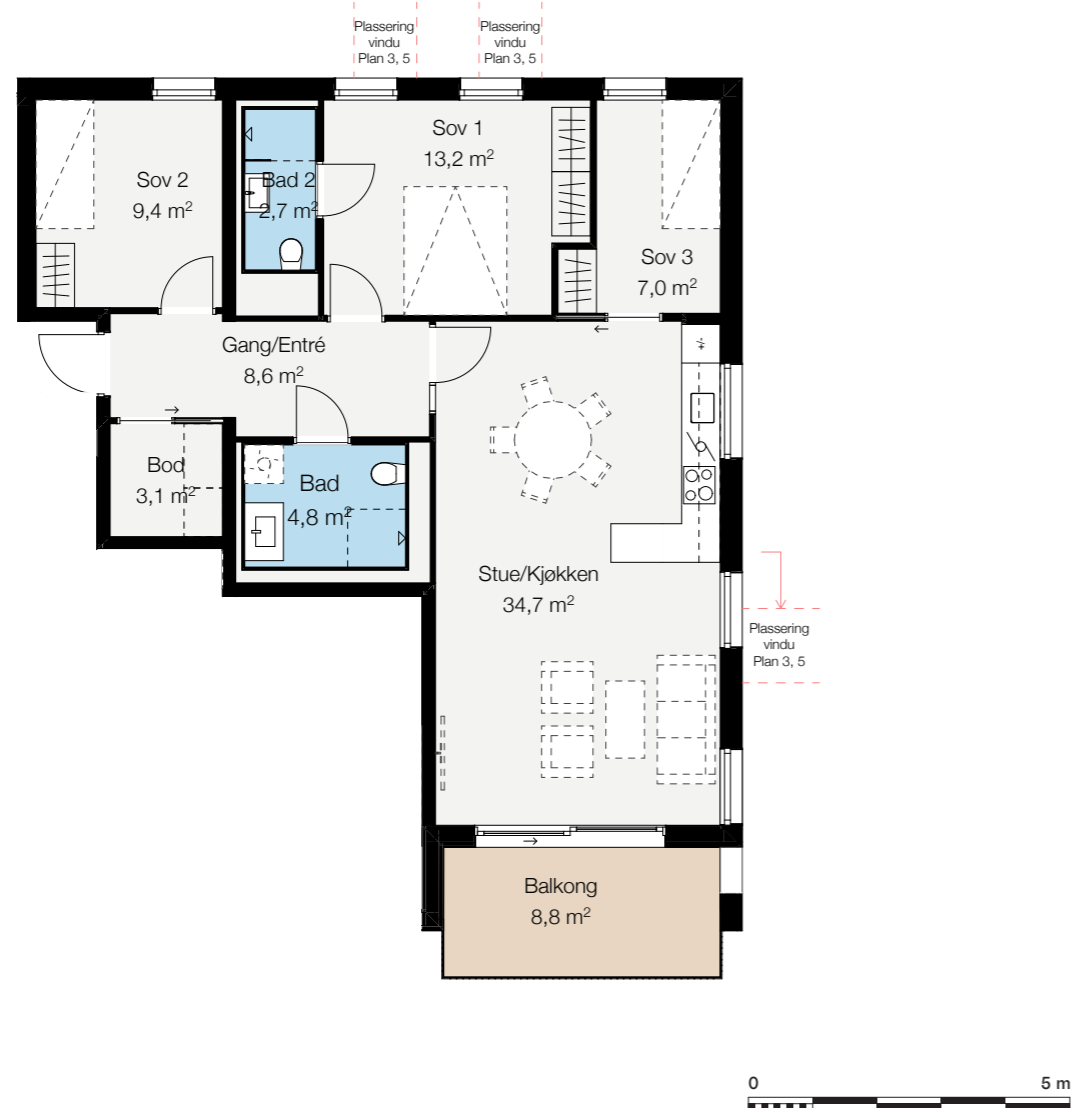 Plassering
vindu
Plan 3, 5
Plassering
vindu
Plan 3, 5
Sov 1
13,2 m²
Sov 2
9,4 m²
Bad 2
2,7 m²
Sov 3
7,0 m²
Gang/Entré
8,6 m²
Bod
3,1 m²
Bad
4,8 m²
Stue/Kjøkken
34,7 m²
Plassering
vindu
Plan 3, 5
Balkong
8,8 m²
0 5 m